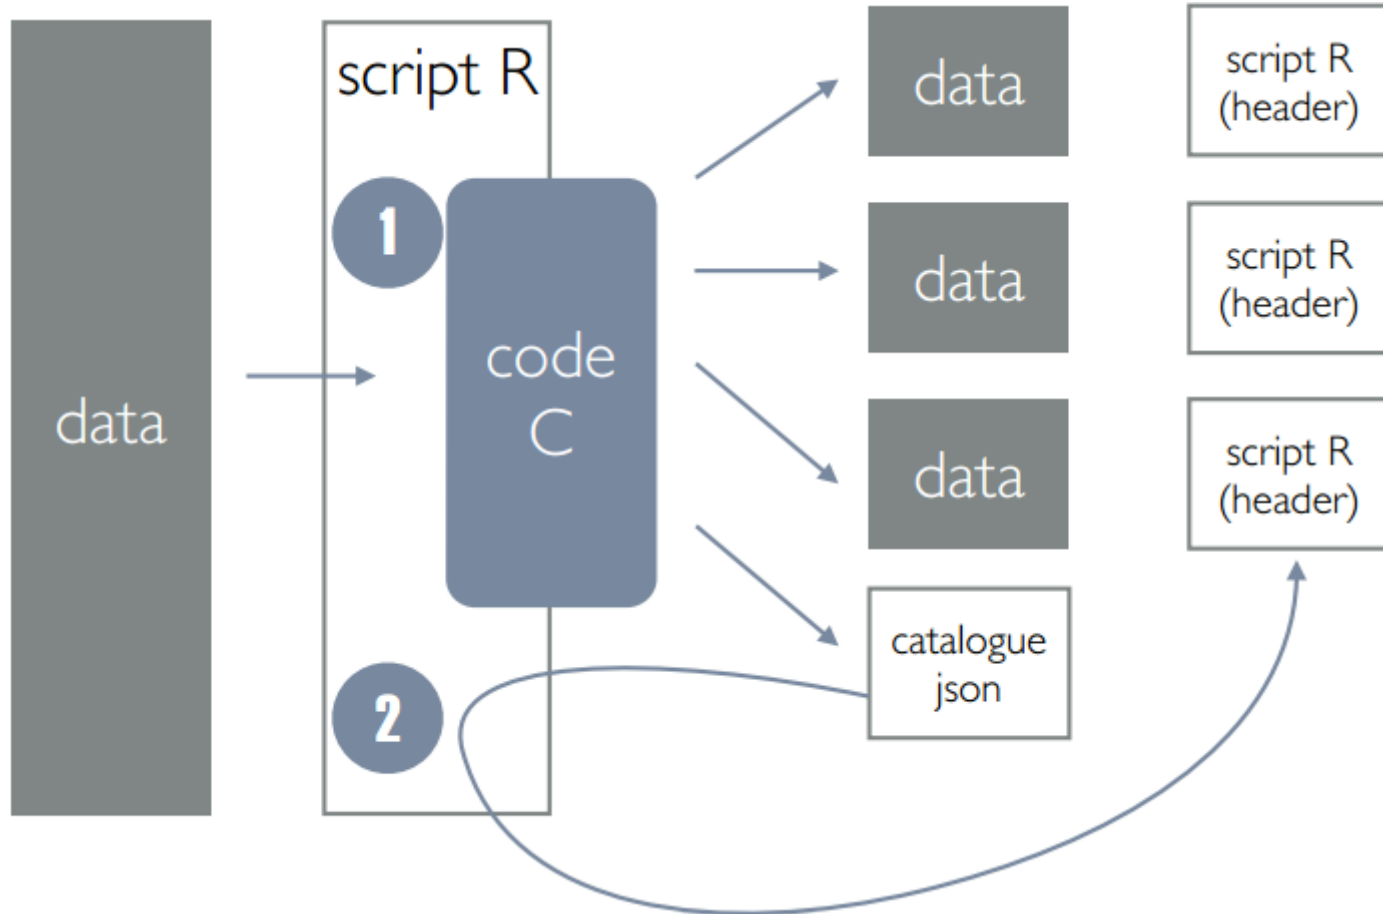 data
script R
1
code
C
2
data
data
data
catalogue
json
script R
(header)
script R
(header)
script R
(header)